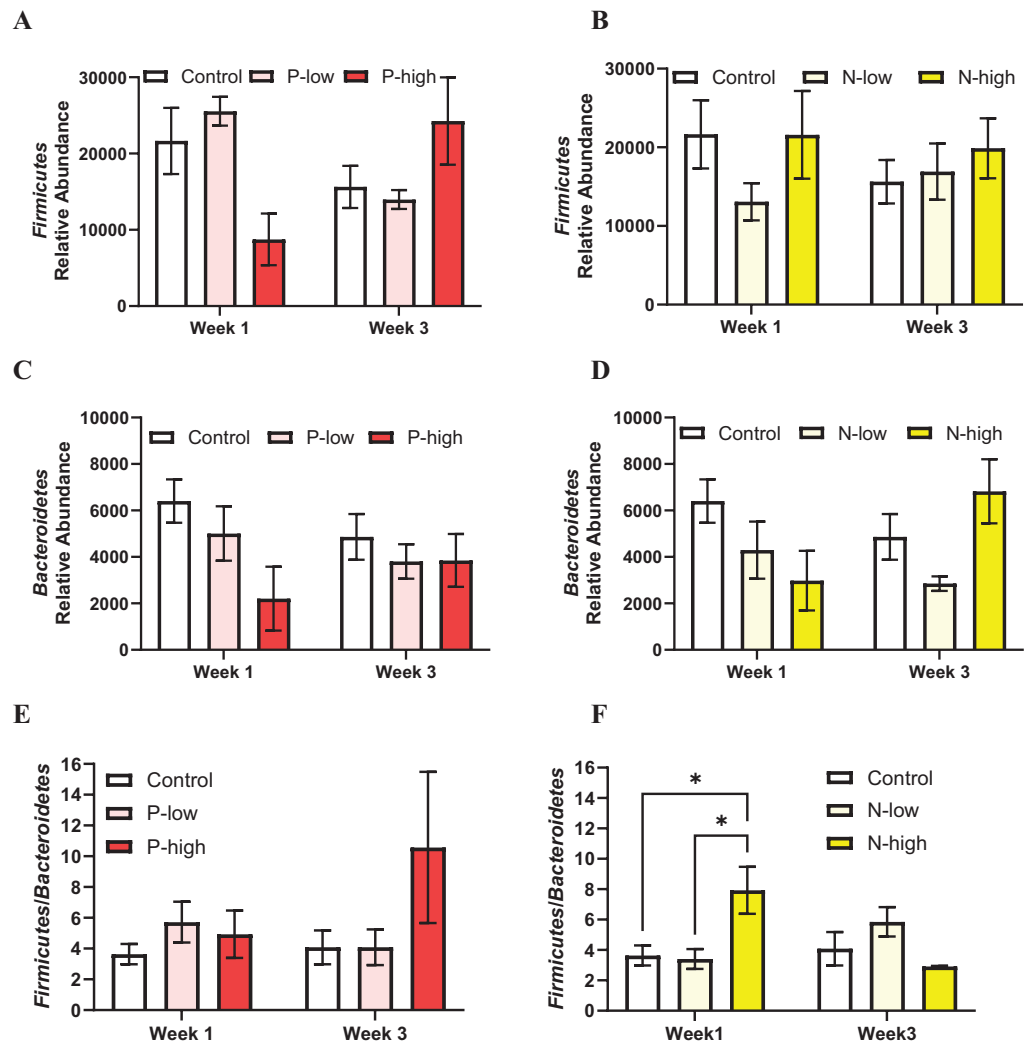 A
Control P-low P-high
Firmicutes
Relative Abundance
30000
20000
10000
0
Week 1 Week 3
B
Control N-low N-high
Firmicutes
Relative Abundance
30000
20000
10000
0
Week 1 Week 3
C
Control P-low P-high
Bacteroidetes
Relative Abundance
10000
8000
6000
4000
2000
0
Week 1 Week 3
D
Control N-low N-high
Bacteroidetes
Relative Abundance
10000
8000
6000
4000
2000
0
Week 1 Week 3
E
Control
P-low
P-high
Firmicutes/Bacteroidetes
16
14
12
10
8
6
4
2
0
Week 1 Week 3
F
Control
N-low
N-high
*
*
Firmicutes/Bacteroidetes
16
14
12
10
8
6
4
2
0
Week1 Week3